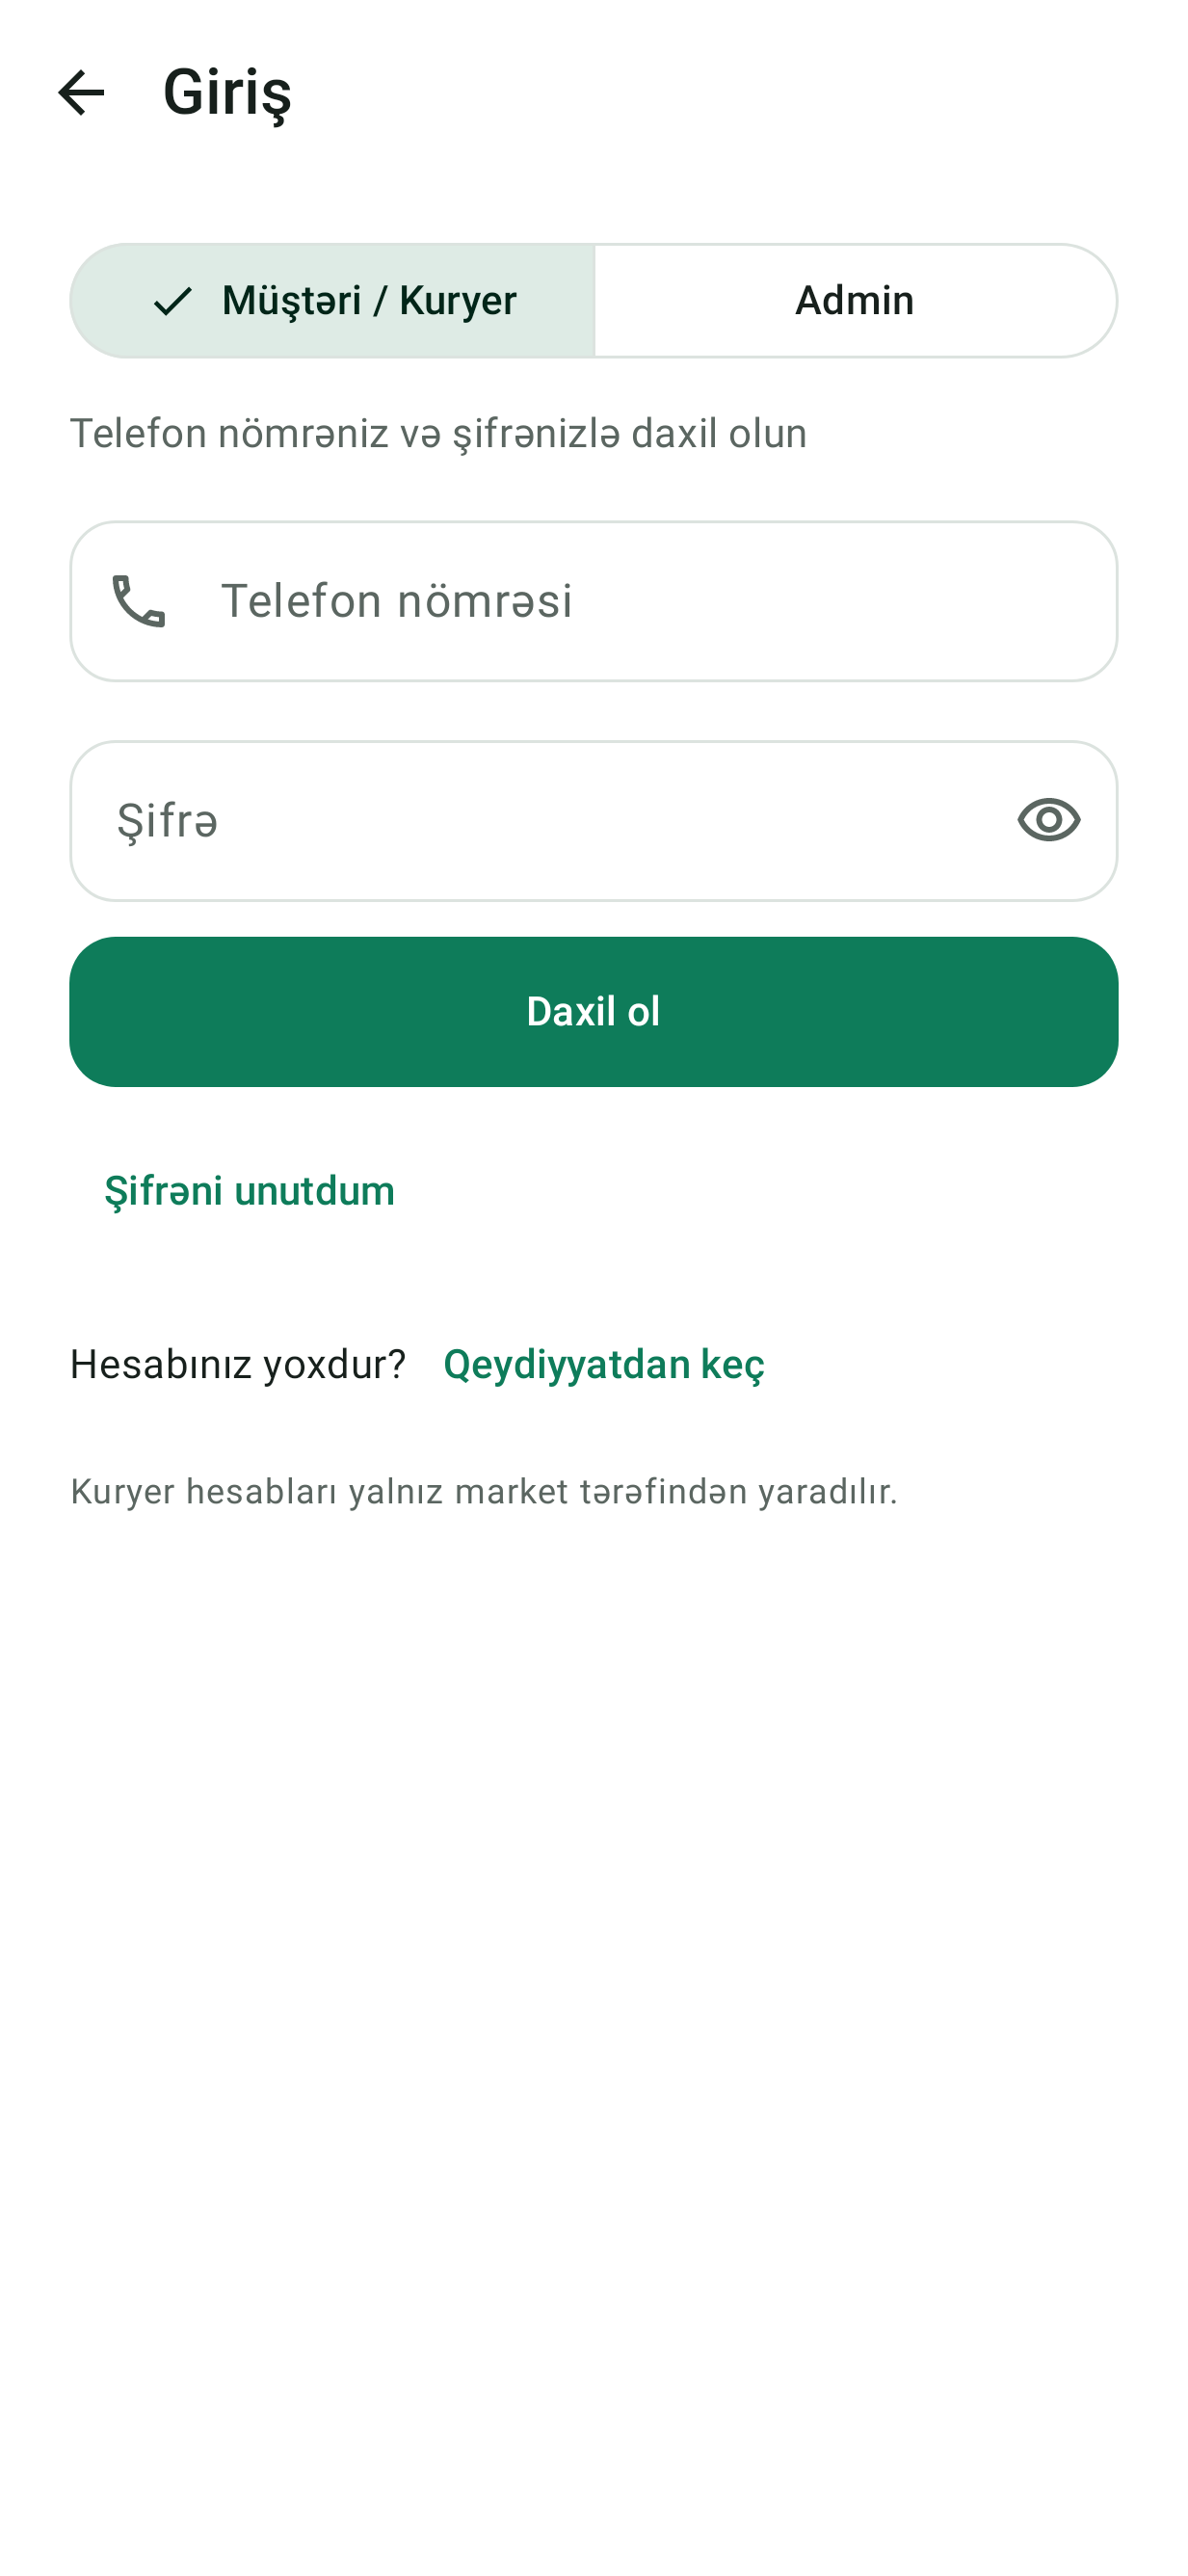 Giriş
Müştəri / Kuryer
Admin
Telefon nömrəniz və şifrənizlə daxil olun
Telefon nömrəsi
Şifrə
Daxil ol
Şifrəni unutdum
Hesabınız yoxdur? Qeydiyyatdan keç
Kuryer hesabları yalnız market tərəfindən yaradılır.